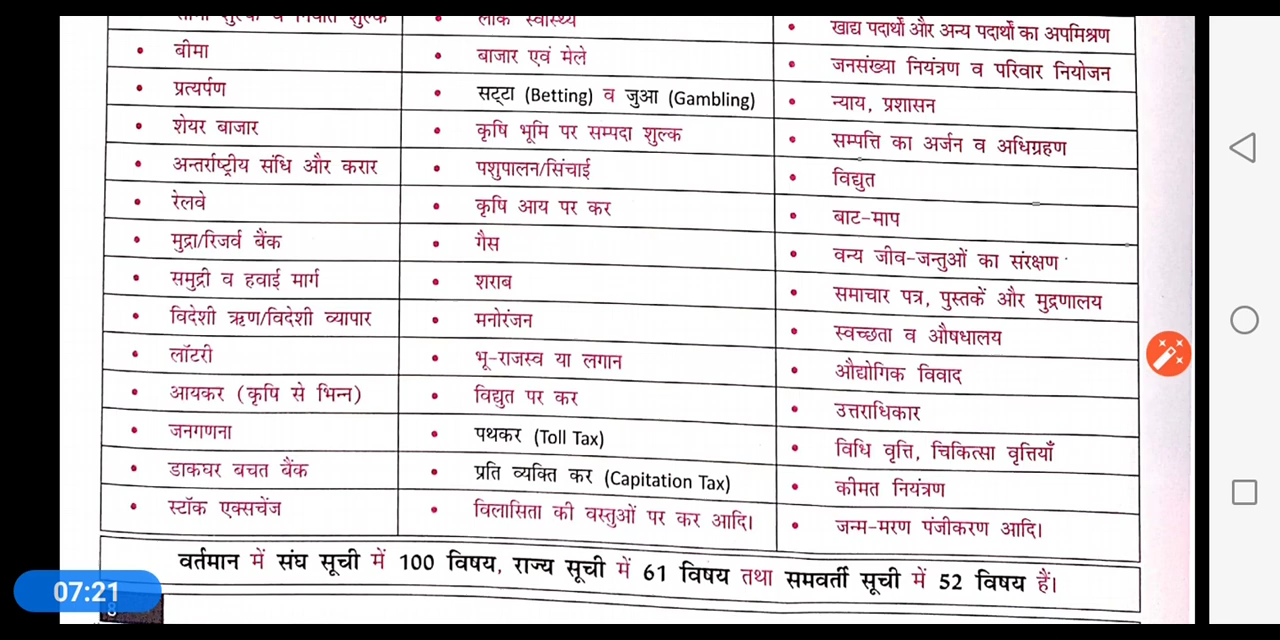 सीमा शुल्क व निर्यात शुल्क
लोक स्वास्थ्य
खाद्य पदार्थों और अन्य पदार्थों का अपमिश्रण
बीमा
बाजार एवं मेले
जनसंख्या नियंत्रण व परिवार नियोजन
प्रत्यर्पण
सट्टा (Betting) व जुआ (Gambling)
न्याय, प्रशासन
शेयर बाजार
कृषि भूमि पर सम्पदा शुल्क
सम्पत्ति का अर्जन व अधिग्रहण
अन्तर्राष्ट्रीय संधि और करार
पशुपालन/सिंचाई
विद्युत
रेलवे
कृषि आय पर कर
बाट-माप
मुद्रा/रिजर्व बैंक
गैस
वन्य जीव-जन्तुओं का संरक्षण
समुद्री व हवाई मार्ग
शराब
समाचार पत्र, पुस्तकें और मुद्रणालय
विदेशी ऋण/विदेशी व्यापार
मनोरंजन
स्वच्छता व औषधालय
लॉटरी
भू-राजस्व या लगान
औद्योगिक विवाद
आयकर (कृषि से भिन्न)
विद्युत पर कर
उत्तराधिकार
जनगणना
पथकर (Toll Tax)
विधि वृत्ति, चिकित्सा वृत्तियाँ
डाकघर बचत बैंक
प्रति व्यक्ति कर (Capitation Tax)
कीमत नियंत्रण
स्टॉक एक्सचेंज
विलासिता की वस्तुओं पर कर आदि।
जन्म-मरण पंजीकरण आदि।
वर्तमान में संघ सूची में 100 विषय, राज्य सूची में 61 विषय तथा समवर्ती सूची में 52 विषय हैं।
07:21
8